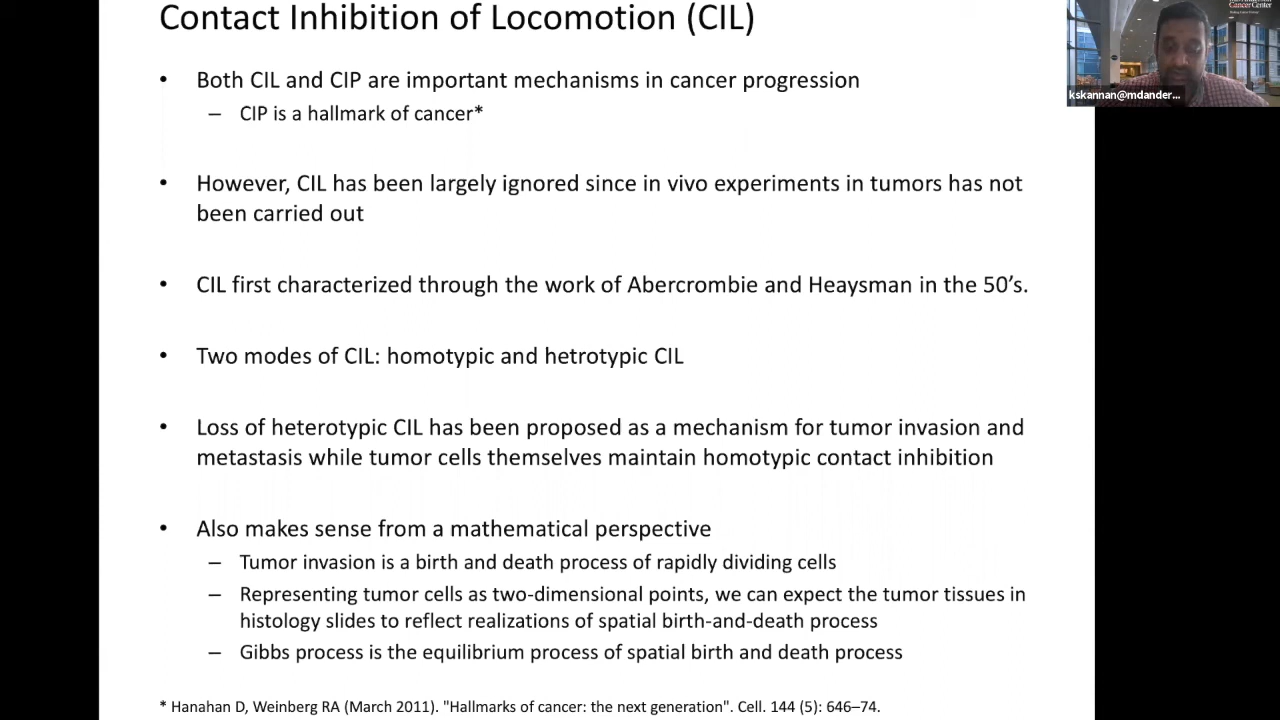 Contact Inhibition of Locomotion (CIL)
• Both CIL and CIP are important mechanisms in cancer progression
– CIP is a hallmark of cancer*
• However, CIL has been largely ignored since in vivo experiments in tumors has not
been carried out
• CIL first characterized through the work of Abercrombie and Heaysman in the 50’s.
• Two modes of CIL: homotypic and hetrotypic CIL
• Loss of heterotypic CIL has been proposed as a mechanism for tumor invasion and
metastasis while tumor cells themselves maintain homotypic contact inhibition
• Also makes sense from a mathematical perspective
– Tumor invasion is a birth and death process of rapidly dividing cells
– Representing tumor cells as two-dimensional points, we can expect the tumor tissues in
histology slides to reflect realizations of spatial birth-and-death process
– Gibbs process is the equilibrium process of spatial birth and death process
* Hanahan D, Weinberg RA (March 2011). "Hallmarks of cancer: the next generation". Cell. 144 (5): 646–74.
Cancer Center
kskannan@mdander...